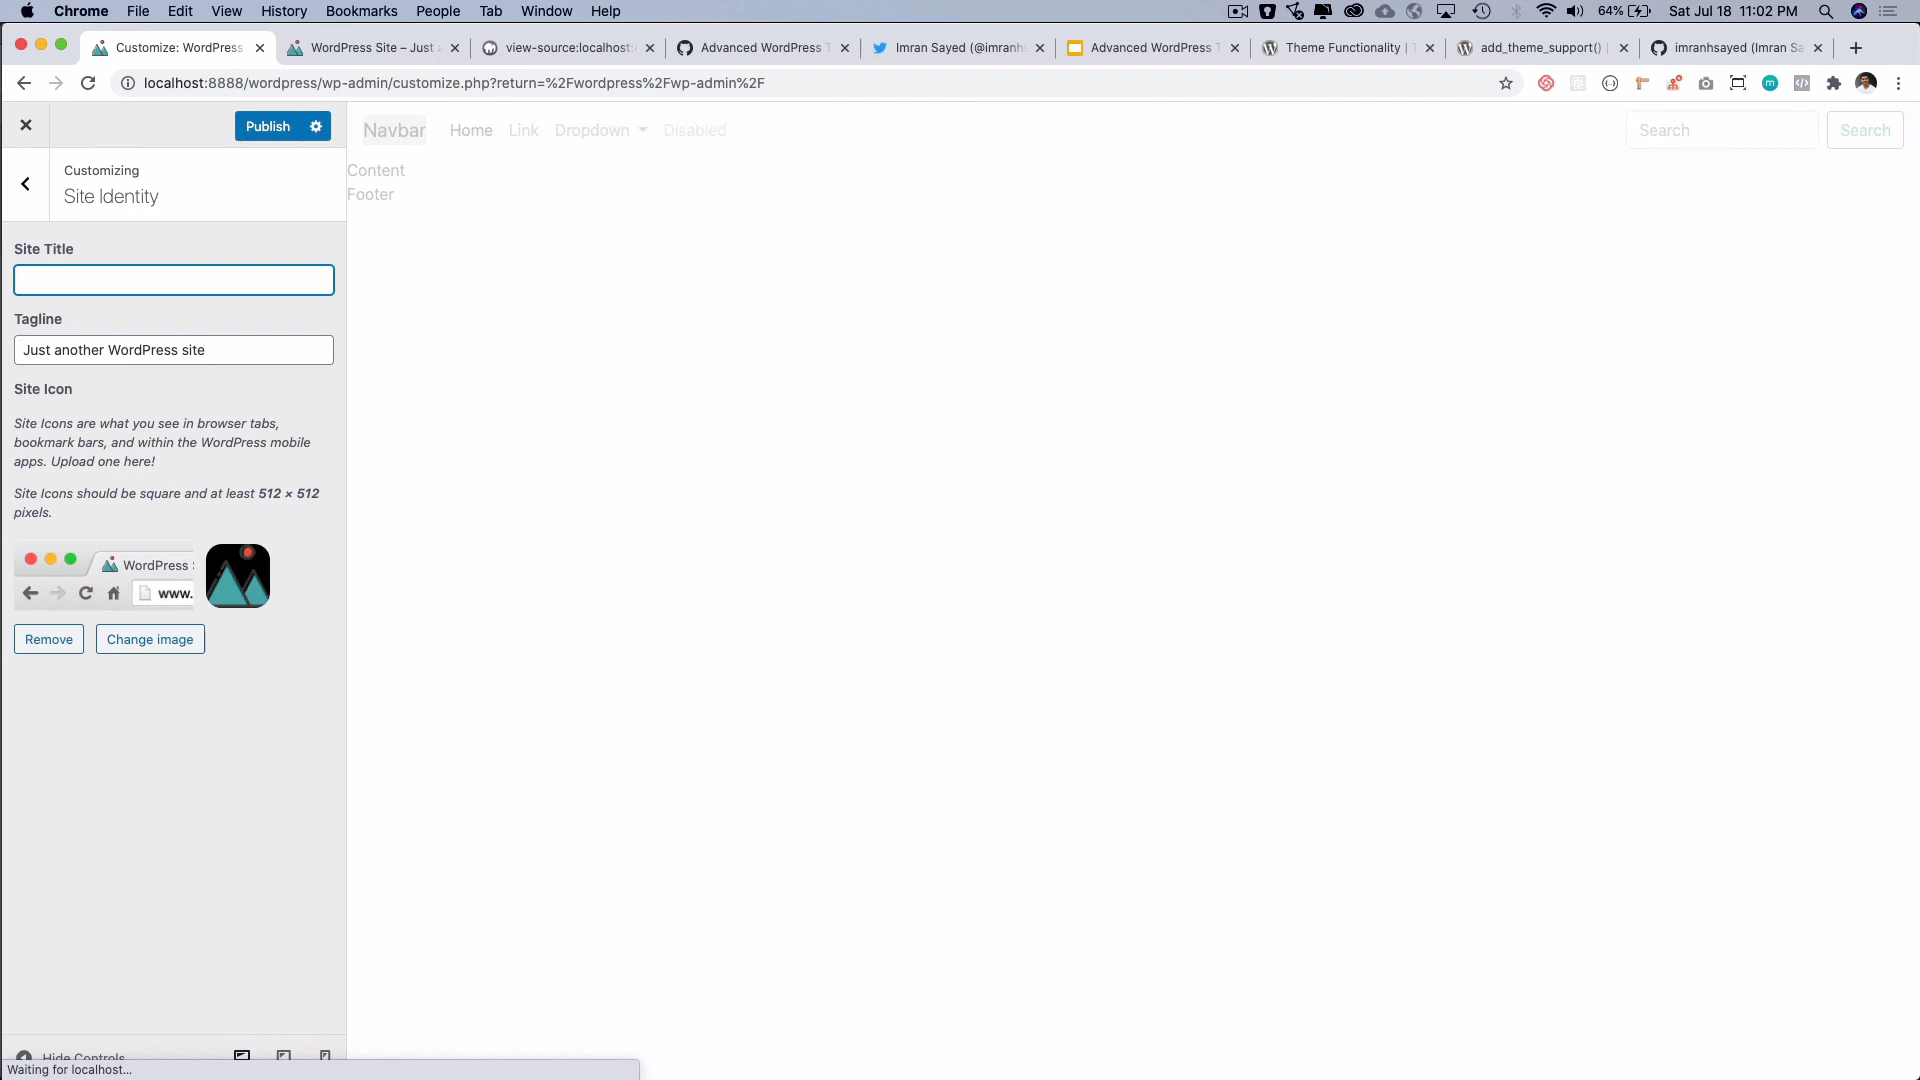 Chrome File Edit View History Bookmarks People Tab Window Help 64% Sat Jul 18 11:02 PM
Customize: WordPress WordPress Site – Just a view-source:localhost: Advanced WordPress T Imran Sayed (@imranh Advanced WordPress T Theme Functionality | T add_theme_support() | imranhsayed (Imran Sa
localhost:8888/wordpress/wp-admin/customize.php?return=%2Fwordpress%2Fwp-admin%2F
Publish
Navbar Home Link Dropdown Disabled Search Search
Customizing
Site Identity
Content
Footer
Site Title
Tagline
Just another WordPress site
Site Icon
Site Icons are what you see in browser tabs,
bookmark bars, and within the WordPress mobile
apps. Upload one here!
Site Icons should be square and at least 512 × 512
pixels.
WordPress
www.
Remove Change image
Hide Controls
Waiting for localhost...